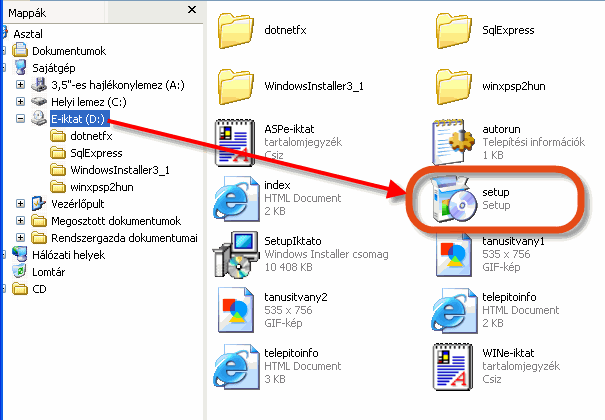 Mappák
Asztal
Dokumentumok
Sajátgép
3,5"-es hajlékonylemez (A:)
Helyi lemez (C:)
E-iktat (D:)
dotnetfx
SqlExpress
WindowsInstaller3_1
winxpsp2hun
Vezérlőpult
Megosztott dokumentumok
Rendszergazda dokumentumai
Hálózati helyek
Lomtár
CD
dotnetfx
SqlExpress
WindowsInstaller3_1
winxpsp2hun
ASPe-iktat
tartalomjegyzék
Csiz
autorun
Telepítési információk
1 KB
index
HTML Document
2 KB
setup
Setup
SetupIktato
Windows Installer csomag
10 408 KB
tanusitvany1
535 x 756
GIF-kép
tanusitvany2
535 x 756
GIF-kép
telepitoinfo
HTML Document
2 KB
telepitoinfo
HTML Document
3 KB
WINe-iktat
tartalomjegyzék
Csiz